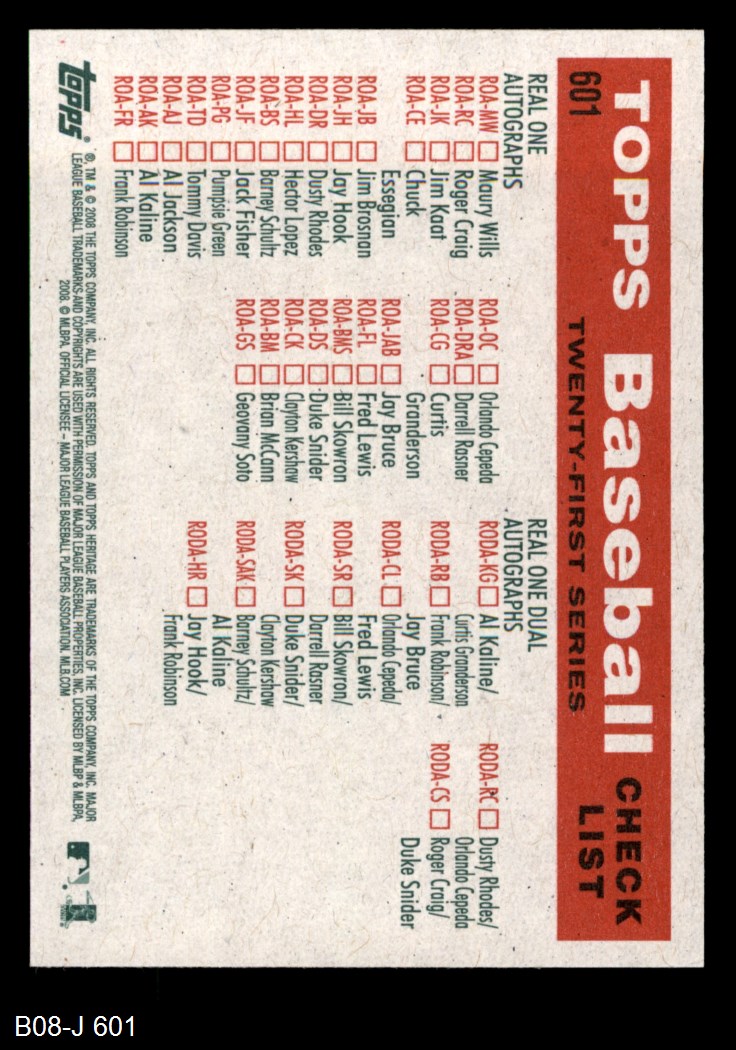 TOPPS Baseball CHECK LIST
601
TWENTY-FIRST SERIES
REAL ONE
AUTOGRAPHS
ROA-MW Maury Wills
ROA-RC Roger Craig
ROA-JK Jim Kaat
ROA-CE Chuck
Essegian
ROA-JB Jim Brosnan
ROA-JH Jay Hook
ROA-DR Dusty Rhodes
ROA-HL Hector Lopez
ROA-BS Barney Schultz
ROA-JF Jack Fisher
ROA-PG Pumpsie Green
ROA-TD Tommy Davis
ROA-AJ Al Jackson
ROA-AK Al Kaline
ROA-FR Frank Robinson
ROA-OC Orlando Cepeda
ROA-DRA Darrell Rasner
ROA-CG Curtis
Granderson
ROA-JAB Jay Bruce
ROA-FL Fred Lewis
ROA-BMS Bill Skowron
ROA-DS Duke Snider
ROA-CK Clayton Kershaw
ROA-BM Brian McCann
ROA-GS Geovany Soto
REAL ONE DUAL
AUTOGRAPHS
RODA-KG Al Kaline/
Curtis Granderson
RODA-RB Frank Robinson/
Jay Bruce
RODA-CL Orlando Cepeda/
Fred Lewis
RODA-SR Bill Skowron/
Darrell Rasner
RODA-SK Duke Snider/
Clayton Kershaw
RODA-SAK Barney Schultz/
Al Kaline
RODA-HR Jay Hook/
Frank Robinson
RODA-RC Dusty Rhodes/
Orlando Cepeda
RODA-CS Roger Craig/
Duke Snider
topps®
®, TM & © 2008 THE TOPPS COMPANY, INC. ALL RIGHTS RESERVED. TOPPS AND TOPPS HERITAGE ARE TRADEMARKS OF THE TOPPS COMPANY, INC. MAJOR
LEAGUE BASEBALL TRADEMARKS AND COPYRIGHTS ARE USED WITH PERMISSION OF MAJOR LEAGUE BASEBALL PROPERTIES, INC. LICENSED BY MLBP & MLBPA,
2008. © MLBPA. OFFICIAL LICENSEE – MAJOR LEAGUE BASEBALL PLAYERS ASSOCIATION. MLB.COM
B08-J 601